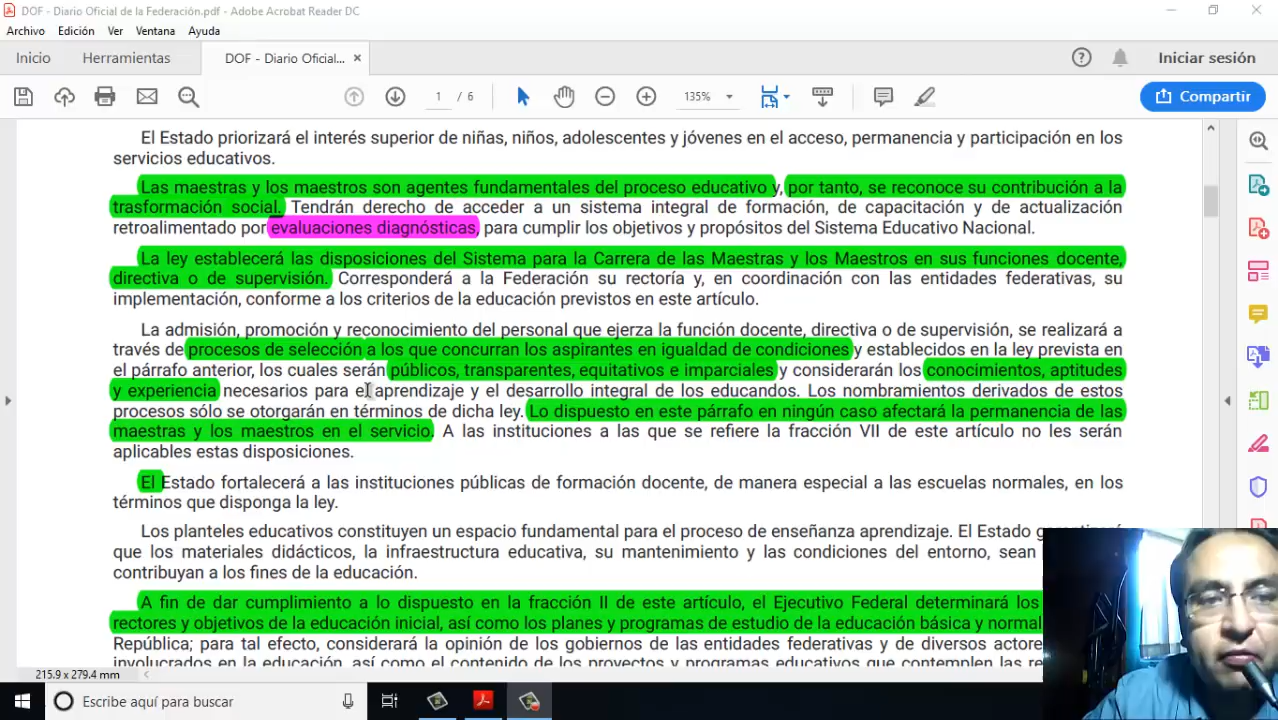 DOF - Diario Oficial de la Federación.pdf - Adobe Acrobat Reader DC
Archivo Edición Ver Ventana Ayuda
Inicio Herramientas DOF - Diario Oficial... × Iniciar sesión
1 / 6 135% Compartir
El Estado priorizará el interés superior de niñas, niños, adolescentes y jóvenes en el acceso, permanencia y participación en los
servicios educativos.
Las maestras y los maestros son agentes fundamentales del proceso educativo y, por tanto, se reconoce su contribución a la
trasformación social. Tendrán derecho de acceder a un sistema integral de formación, de capacitación y de actualización
retroalimentado por evaluaciones diagnósticas, para cumplir los objetivos y propósitos del Sistema Educativo Nacional.
La ley establecerá las disposiciones del Sistema para la Carrera de las Maestras y los Maestros en sus funciones docente,
directiva o de supervisión. Corresponderá a la Federación su rectoría y, en coordinación con las entidades federativas, su
implementación, conforme a los criterios de la educación previstos en este artículo.
La admisión, promoción y reconocimiento del personal que ejerza la función docente, directiva o de supervisión, se realizará a
través de procesos de selección a los que concurran los aspirantes en igualdad de condiciones y establecidos en la ley prevista en
el párrafo anterior, los cuales serán públicos, transparentes, equitativos e imparciales y considerarán los conocimientos, aptitudes
y experiencia necesarios para el aprendizaje y el desarrollo integral de los educandos. Los nombramientos derivados de estos
procesos sólo se otorgarán en términos de dicha ley. Lo dispuesto en este párrafo en ningún caso afectará la permanencia de las
maestras y los maestros en el servicio. A las instituciones a las que se refiere la fracción VII de este artículo no les serán
aplicables estas disposiciones.
El Estado fortalecerá a las instituciones públicas de formación docente, de manera especial a las escuelas normales, en los
términos que disponga la ley.
Los planteles educativos constituyen un espacio fundamental para el proceso de enseñanza aprendizaje. El Estado
que los materiales didácticos, la infraestructura educativa, su mantenimiento y las condiciones del entorno, sean
contribuyan a los fines de la educación.
A fin de dar cumplimiento a lo dispuesto en la fracción II de este artículo, el Ejecutivo Federal determinará los
rectores y objetivos de la educación inicial, así como los planes y programas de estudio de la educación básica y normal
República; para tal efecto, considerará la opinión de los gobiernos de las entidades federativas y de diversos actore
involucrados en la educación, así como el contenido de los proyectos y programas educativos que contemplen las re
215.9 x 279.4 mm
Escribe aquí para buscar